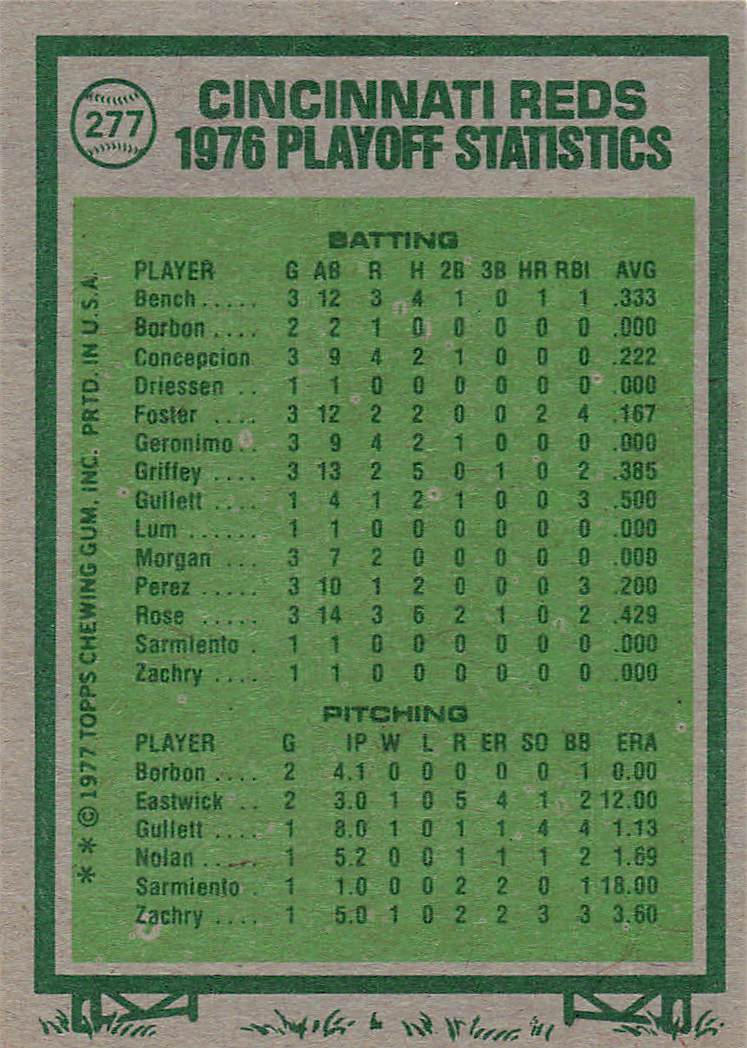 277
CINCINNATI REDS
1976 PLAYOFF STATISTICS
BATTING
PLAYER G AB R H 2B 3B HR RBI AVG
Bench..... 3 12 3 4 1 0 1 1 .333
Borbon .... 2 2 1 0 0 0 0 0 .000
Concepcion 3 9 4 2 1 0 0 0 .222
Driessen .. 1 1 0 0 0 0 0 0 .000
Foster .... 3 12 2 2 0 0 2 4 .167
Geronimo.. 3 9 4 2 1 0 0 0 .000
Griffey .... 3 13 2 5 0 1 0 2 .385
Gullett .... 1 4 1 2 1 0 0 3 .500
Lum ....... 1 1 0 0 0 0 0 0 .000
Morgan ... 3 7 2 0 0 0 0 0 .000
Perez ..... 3 10 1 2 0 0 0 3 .200
Rose ..... 3 14 3 6 2 1 0 2 .429
Sarmiento . 1 1 0 0 0 0 0 0 .000
Zachry .... 1 1 0 0 0 0 0 0 .000
PITCHING
PLAYER G IP W L R ER SO BB ERA
Borbon .... 2 4.1 0 0 0 0 0 1 0.00
Eastwick .. 2 3.0 1 0 5 4 1 2 12.00
Gullett .... 1 8.0 1 0 1 1 4 4 1.13
Nolan ..... 1 5.2 0 0 1 1 1 2 1.69
Sarmiento . 1 1.0 0 0 2 2 0 1 18.00
Zachry .... 1 5.0 1 0 2 2 3 3 3.60
* * © 1977 TOPPS CHEWING GUM, INC. PRTD. IN U.S.A.